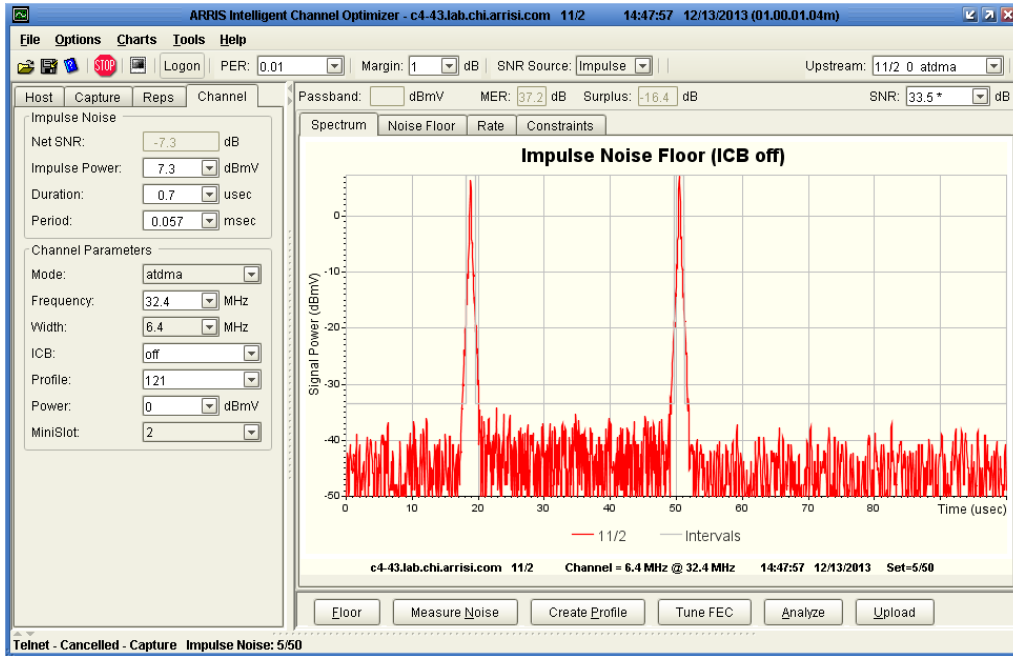 ARRIS Intelligent Channel Optimizer - c4-43.lab.chi.arrisi.com 11/2 14:47:57 12/13/2013 (01.00.01.04m)
File Options Charts Tools Help
STOP Logon PER: 0.01 Margin: 1 dB SNR Source: Impulse Upstream: 11/2 0 atdma
Host Capture Reps Channel
Impulse Noise
Net SNR: -7.3 dB
Impulse Power: 7.3 dBmV
Duration: 0.7 usec
Period: 0.057 msec
Channel Parameters
Mode: atdma
Frequency: 32.4 MHz
Width: 6.4 MHz
ICB: off
Profile: 121
Power: 0 dBmV
MiniSlot: 2
Passband: dBmV MER: 37.2 dB Surplus: -16.4 dB SNR: 33.5 * dB
Spectrum Noise Floor Rate Constraints
Impulse Noise Floor (ICB off)
Signal Power (dBmV)
0
-10
-20
-30
-40
-50
0 10 20 30 40 50 60 70 80 Time (usec)
11/2 Intervals
c4-43.lab.chi.arrisi.com 11/2 Channel = 6.4 MHz @ 32.4 MHz 14:47:57 12/13/2013 Set=5/50
Floor Measure Noise Create Profile Tune FEC Analyze Upload
Telnet - Cancelled - Capture Impulse Noise: 5/50